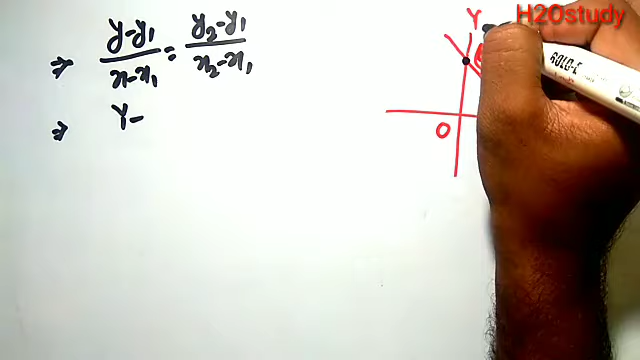 H2Ostudy
⇒ y-y₁/x-x₁ = y₂-y₁/x₂-x₁
⇒ y-
Y
O